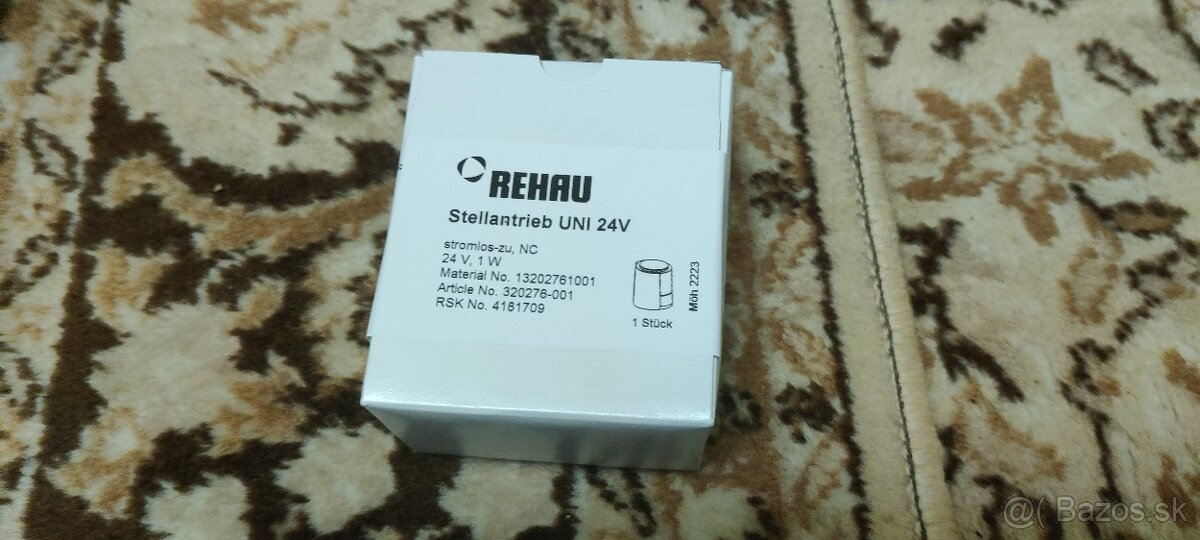 REHAU
Stellantrieb UNI 24V
stromlos-zu, NC
24 V, 1 W
Material No. 13202761001
Article No. 320276-001
RSK No. 4181709
1 Stück
Möh 2223
@( Bazos.sk